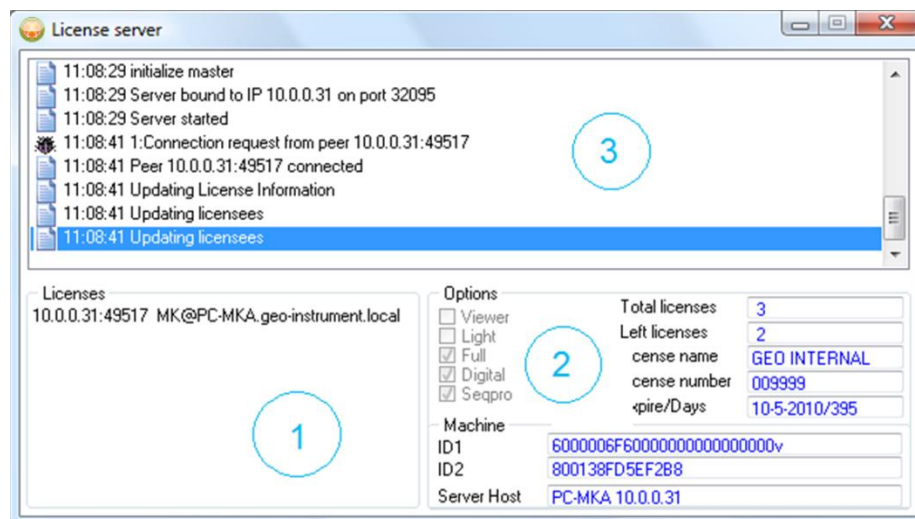 License server
11:08:29 initialize master
11:08:29 Server bound to IP 10.0.0.31 on port 32095
11:08:29 Server started
11:08:41 1:Connection request from peer 10.0.0.31:49517
11:08:41 Peer 10.0.0.31:49517 connected
11:08:41 Updating License Information
11:08:41 Updating licensees
11:08:41 Updating licensees
3
Licenses
10.0.0.31:49517 MK@PC-MKA.geo-instrument.local
1
Options
Viewer
Light
Full
Digital
Seqpro
2
Total licenses 3
Left licenses 2
cense name GEO INTERNAL
cense number 009999
xpire/Days 10-5-2010/395
Machine
ID1
ID2 800138FD5EF2B8
Server Host PC-MKA 10.0.0.31